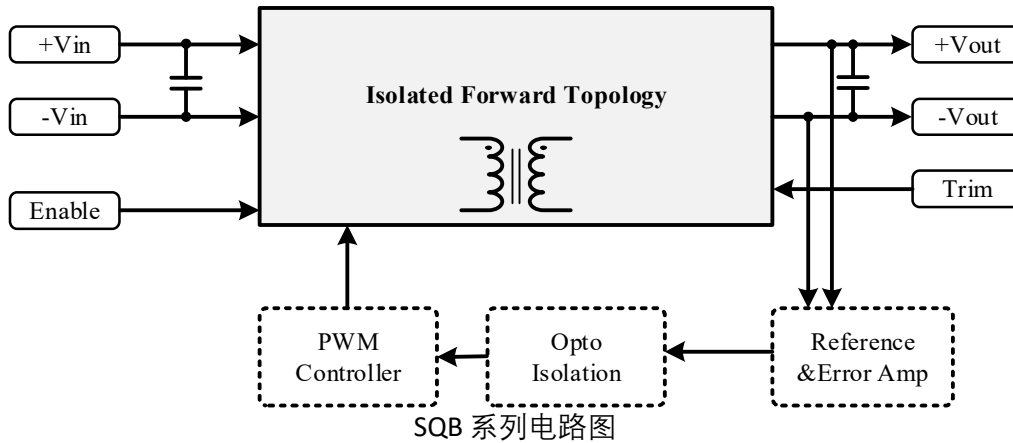 +Vin
+Vout
Isolated Forward Topology
-Vin
-Vout
Enable
Trim
PWM
Controller
Opto
Isolation
Reference
&Error Amp
SQB 系列电路图